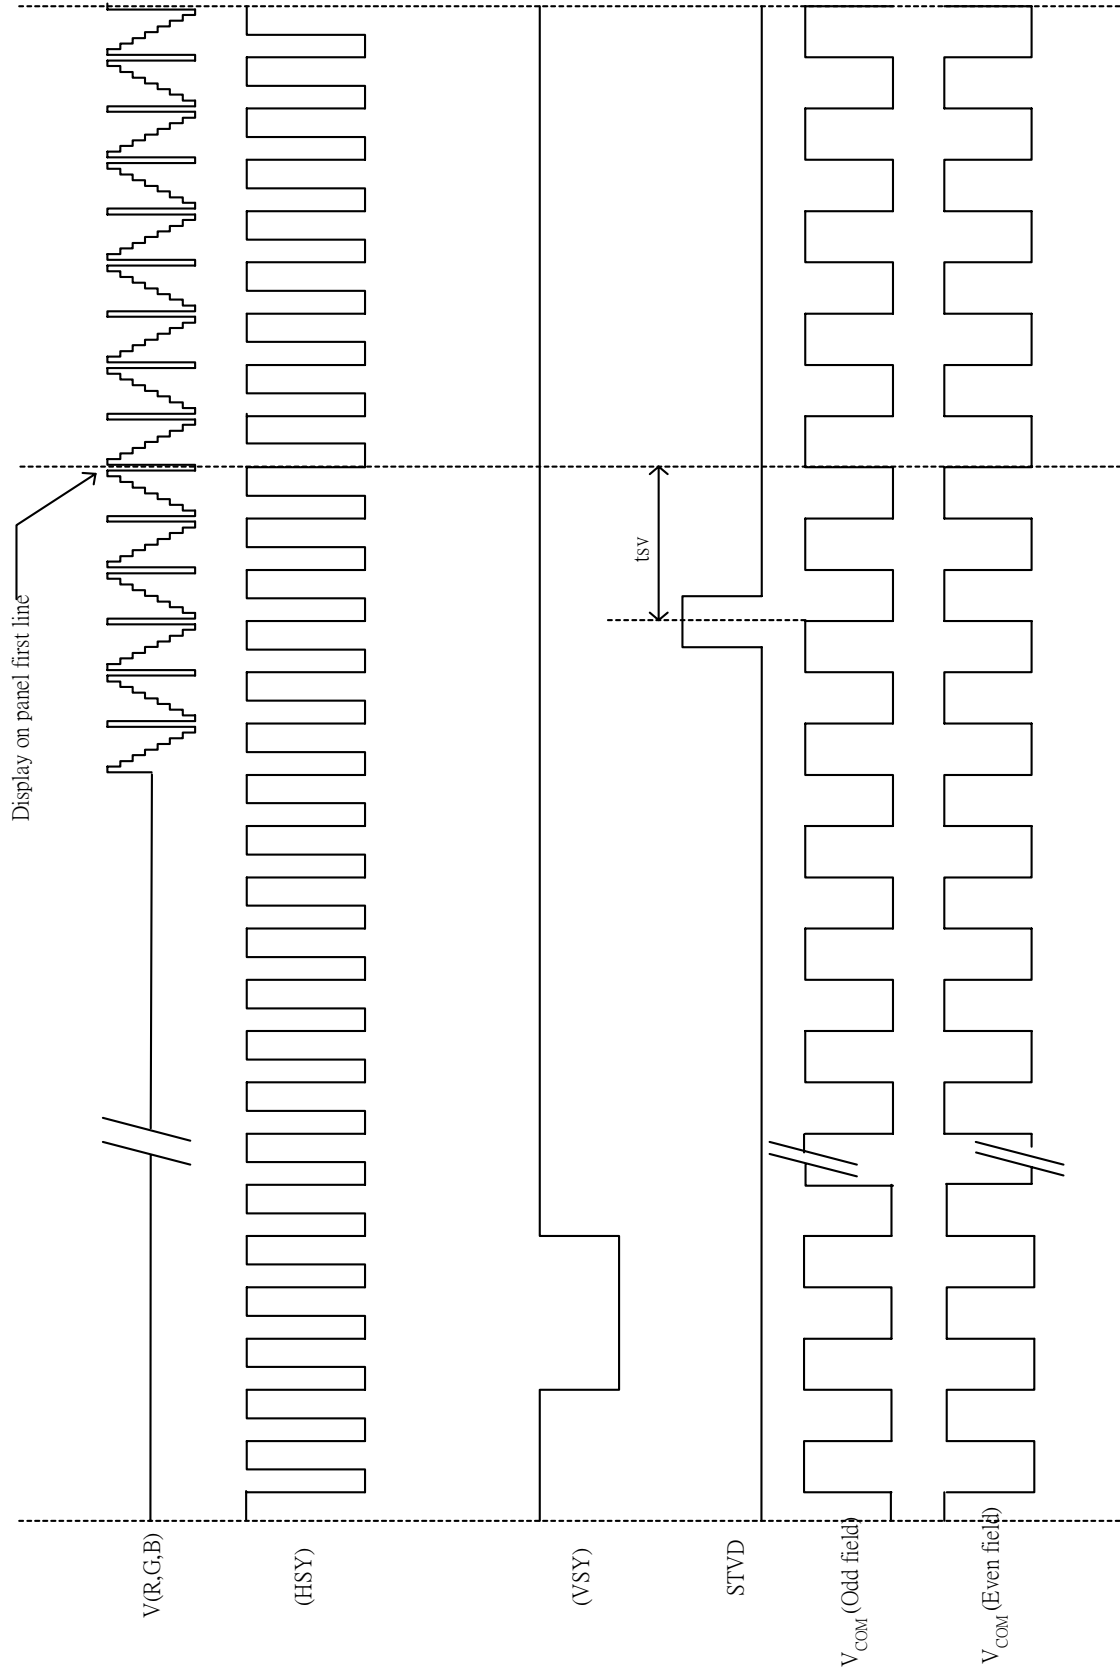 Display on panel first line
V(R,G,B)
(HSY)
(VSY)
tsv
STVD
VCOM (Odd field)
VCOM (Even field)